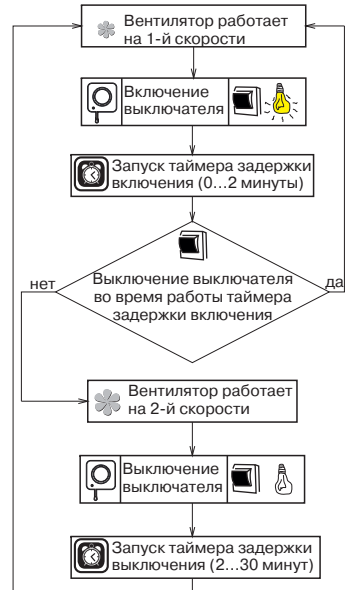 Вентилятор работает
на 1-й скорости
Включение
выключателя
Запуск таймера задержки
включения (0...2 минуты)
Выключение выключателя
во время работы таймера
задержки включения
нет
да
Вентилятор работает
на 2-й скорости
Выключение
выключателя
Запуск таймера задержки
выключения (2...30 минут)